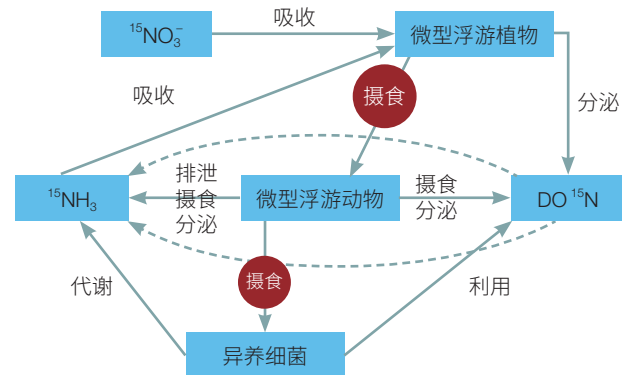 吸收
¹⁵NO₃⁻
微型浮游植物
吸收
摄食
分泌
排泄
摄食
分泌
¹⁵NH₃
微型浮游动物
摄食
分泌
DO ¹⁵N
摄食
代谢
利用
异养细菌